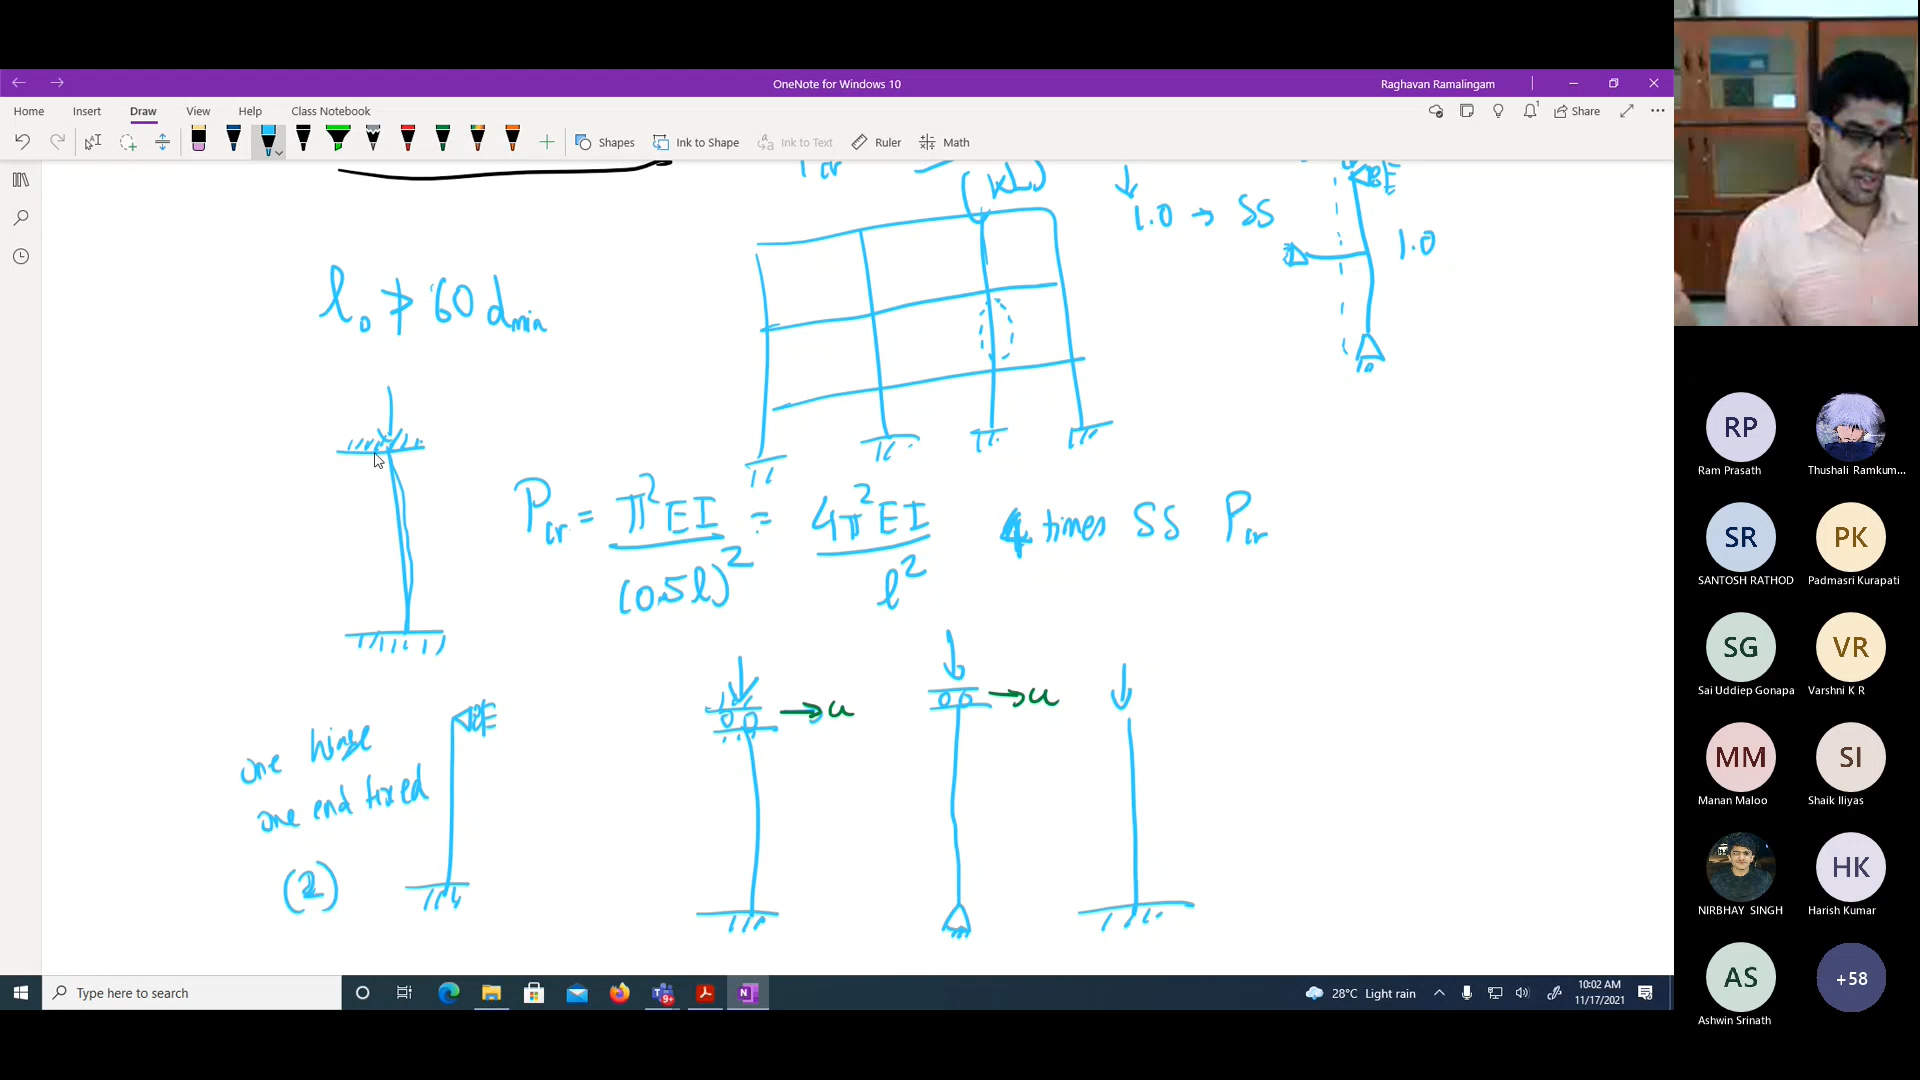 OneNote for Windows 10
Raghavan Ramalingam
Home Insert Draw View Help Class Notebook
Share
Shapes Ink to Shape Ink to Text Ruler Math
Pcr
(KL)
1.0 → SS
1.0
l₀ ≯ 60 dmin
Pcr = π²EI / (0.5l)² = 4π²EI / l² 4 times SS Pcr
→u
→u
one hinge
one end fixed
(2)
RP
Ram Prasath
Thushali Ramkum...
SR
SANTOSH RATHOD
PK
Padmasri Kurapati
SG
Sai Uddiep Gonapa
VR
Varshni K R
MM
Manan Maloo
SI
Shaik Iliyas
NIRBHAY SINGH
HK
Harish Kumar
AS
Ashwin Srinath
+58
Type here to search
28°C Light rain
10:02 AM
11/17/2021